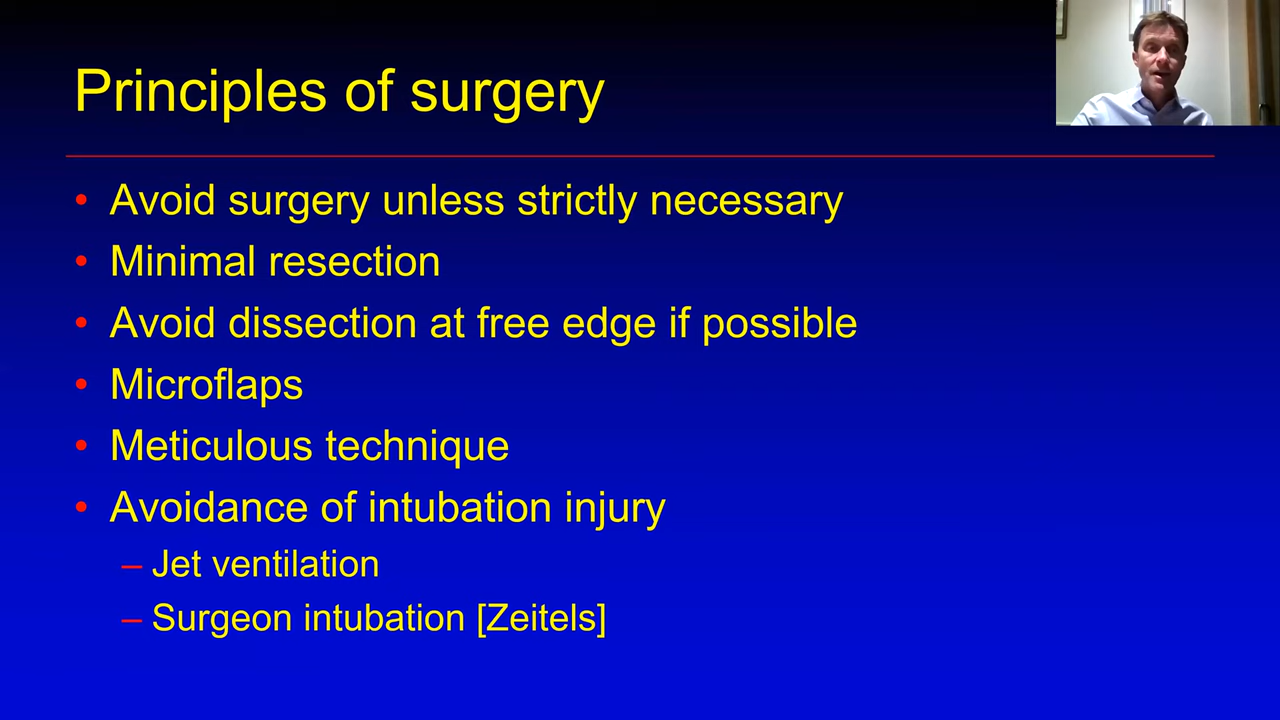 Principles of surgery
• Avoid surgery unless strictly necessary
• Minimal resection
• Avoid dissection at free edge if possible
• Microflaps
• Meticulous technique
• Avoidance of intubation injury
– Jet ventilation
– Surgeon intubation [Zeitels]